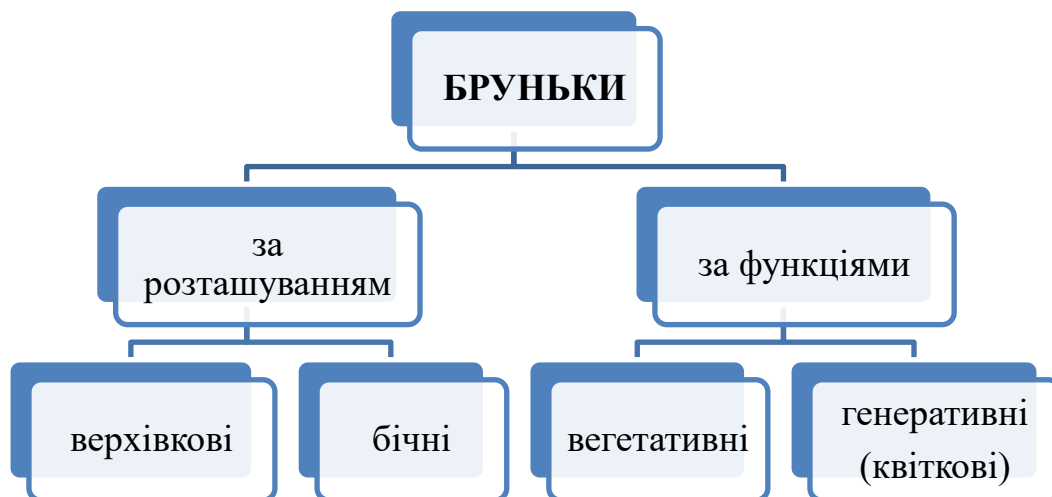 БРУНЬКИ
за
розташуванням
за функціями
верхівкові
бічні
вегетативні
генеративні
(квіткові)